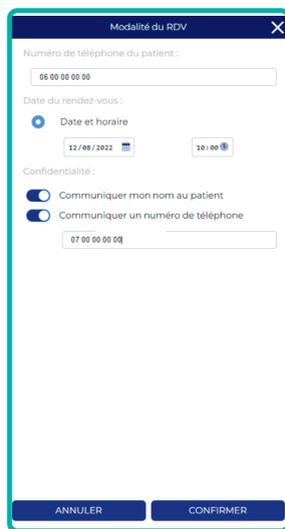 Modalité du RDV
Numéro de téléphone du patient :
06 00 00 00 00
Date du rendez-vous :
Date et horaire
12/08/2022 10:00
Confidentialité :
Communiquer mon nom au patient
Communiquer un numéro de téléphone
07 00 00 00 00
ANNULER CONFIRMER